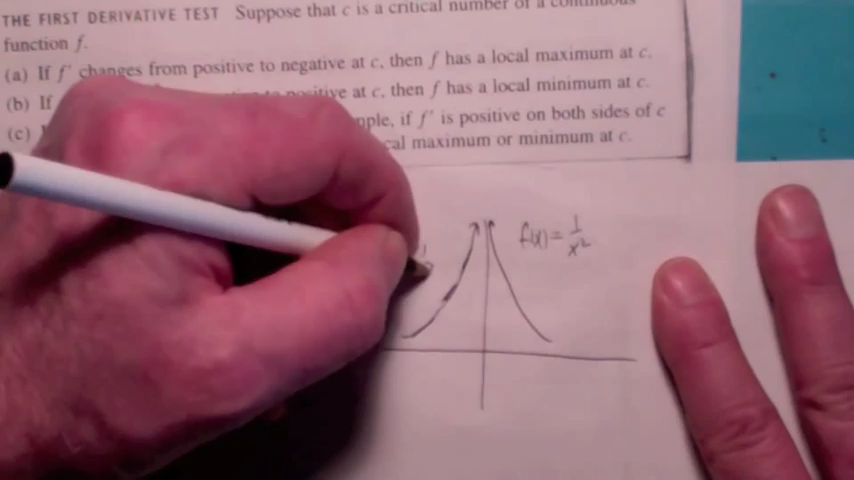 THE FIRST DERIVATIVE TEST Suppose that c is a critical number of a continuous
function f.
(a) If f' changes from positive to negative at c, then f has a local maximum at c.
(b) If positive at c, then f has a local minimum at c.
(c) if f' is positive on both sides of c
maximum or minimum at c.
f(x)=1/x²